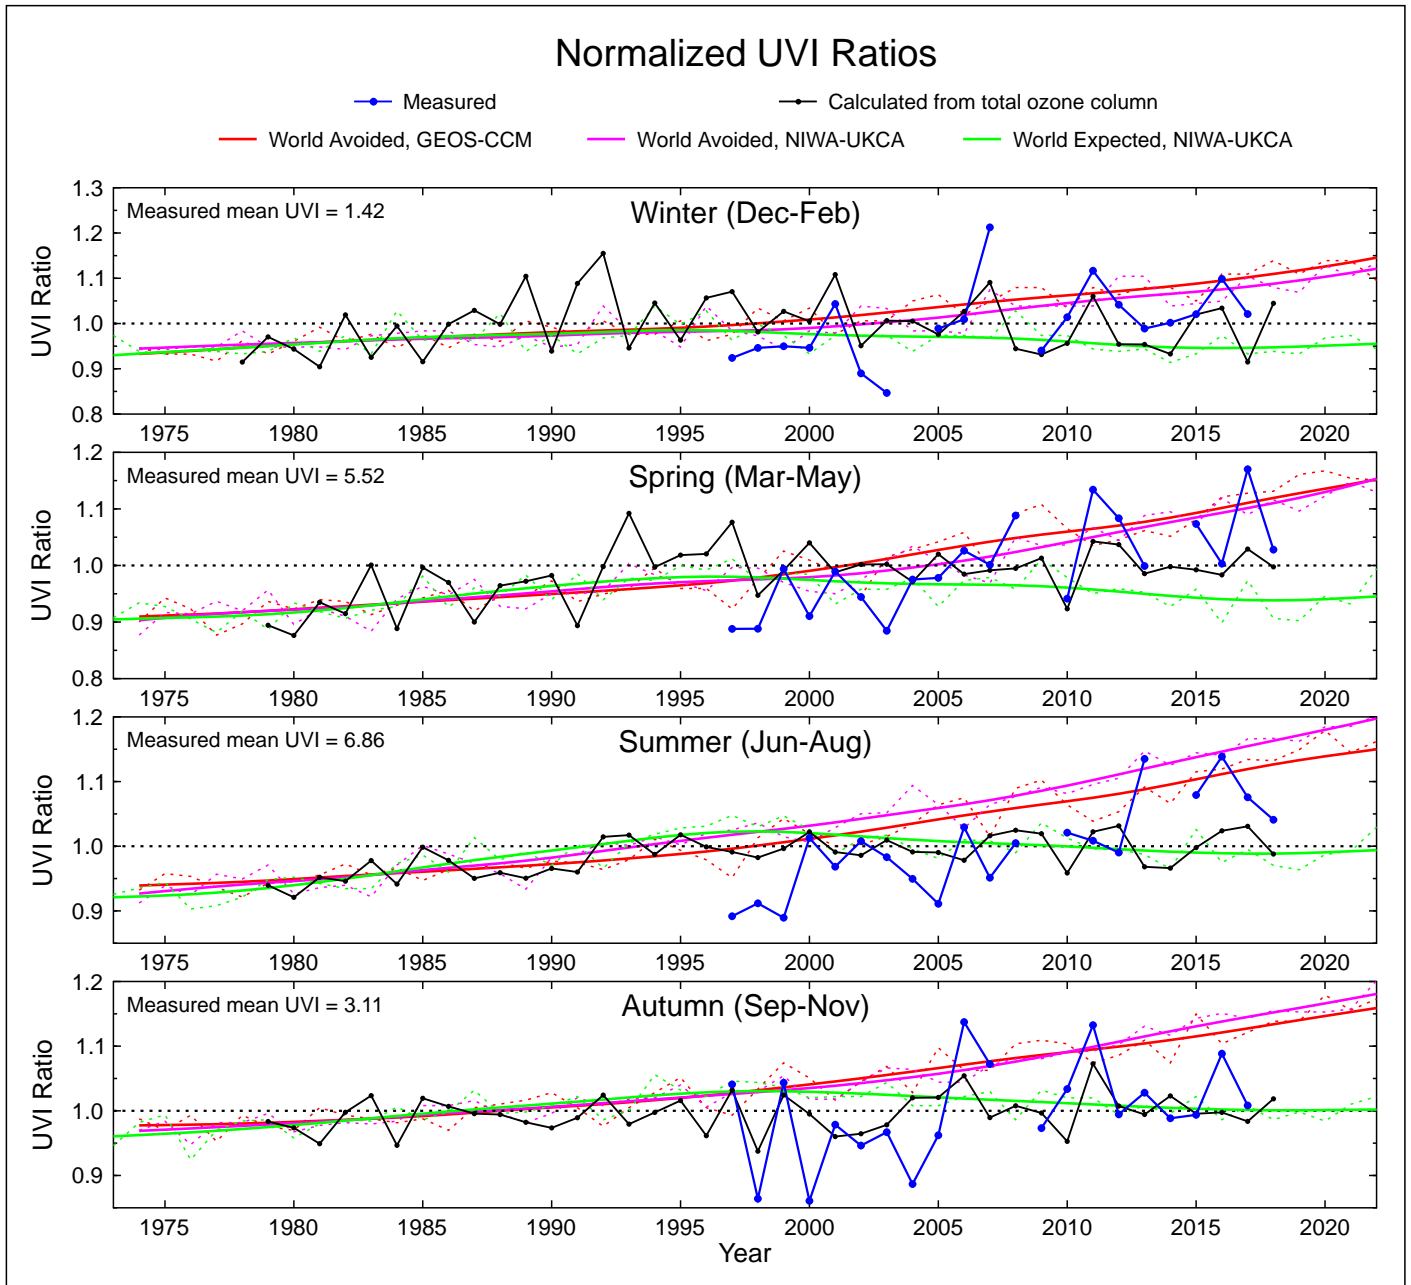 Normalized UVI Ratios
Measured
Calculated from total ozone column
World Avoided, GEOS-CCM
World Avoided, NIWA-UKCA
World Expected, NIWA-UKCA
Measured mean UVI = 1.42
Winter (Dec-Feb)
UVI Ratio
1.3
1.2
1.1
1.0
0.9
0.8
1975 1980 1985 1990 1995 2000 2005 2010 2015 2020
Measured mean UVI = 5.52
Spring (Mar-May)
UVI Ratio
1.2
1.1
1.0
0.9
0.8
1975 1980 1985 1990 1995 2000 2005 2010 2015 2020
Measured mean UVI = 6.86
Summer (Jun-Aug)
UVI Ratio
1.2
1.1
1.0
0.9
1975 1980 1985 1990 1995 2000 2005 2010 2015 2020
Measured mean UVI = 3.11
Autumn (Sep-Nov)
UVI Ratio
1.2
1.1
1.0
0.9
1975 1980 1985 1990 1995 2000 2005 2010 2015 2020
Year